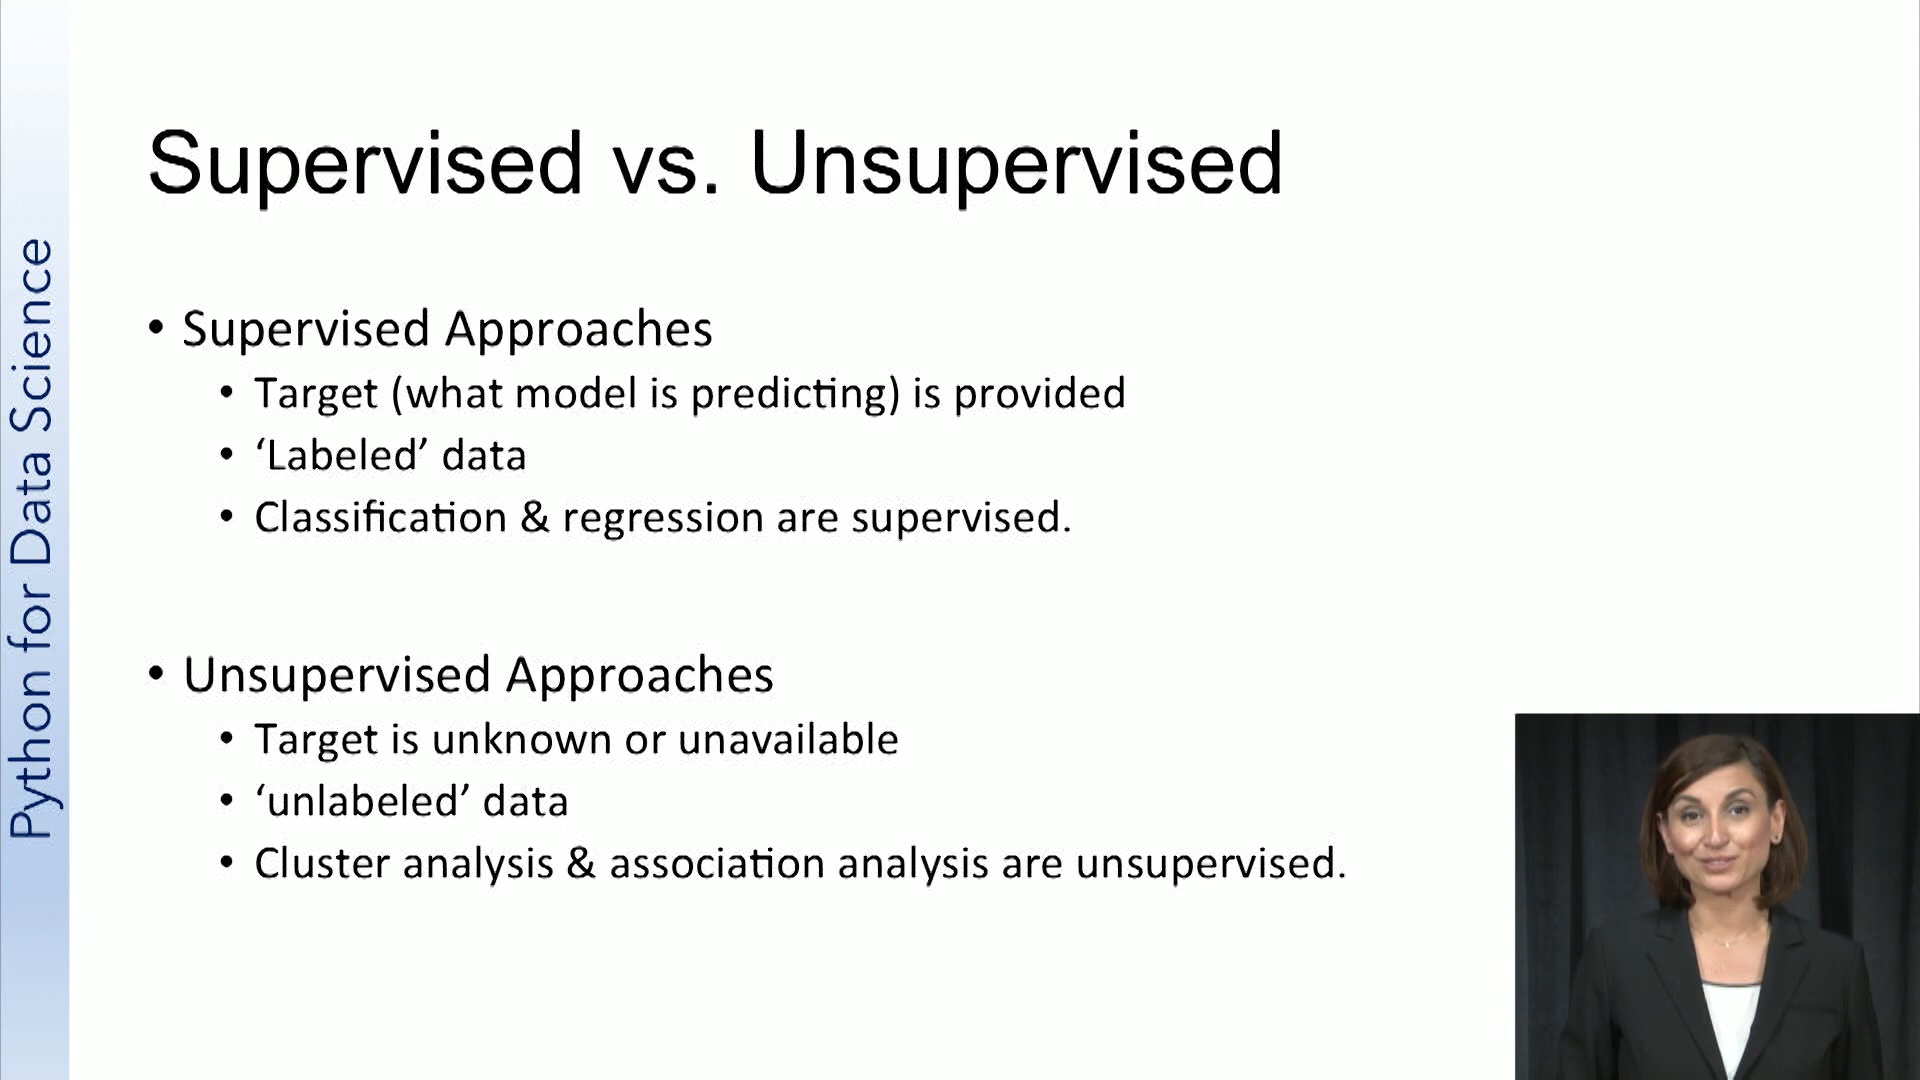 Python for Data Science
Supervised vs. Unsupervised
• Supervised Approaches
• Target (what model is predicting) is provided
• ‘Labeled’ data
• Classification & regression are supervised.
• Unsupervised Approaches
• Target is unknown or unavailable
• ‘unlabeled’ data
• Cluster analysis & association analysis are unsupervised.